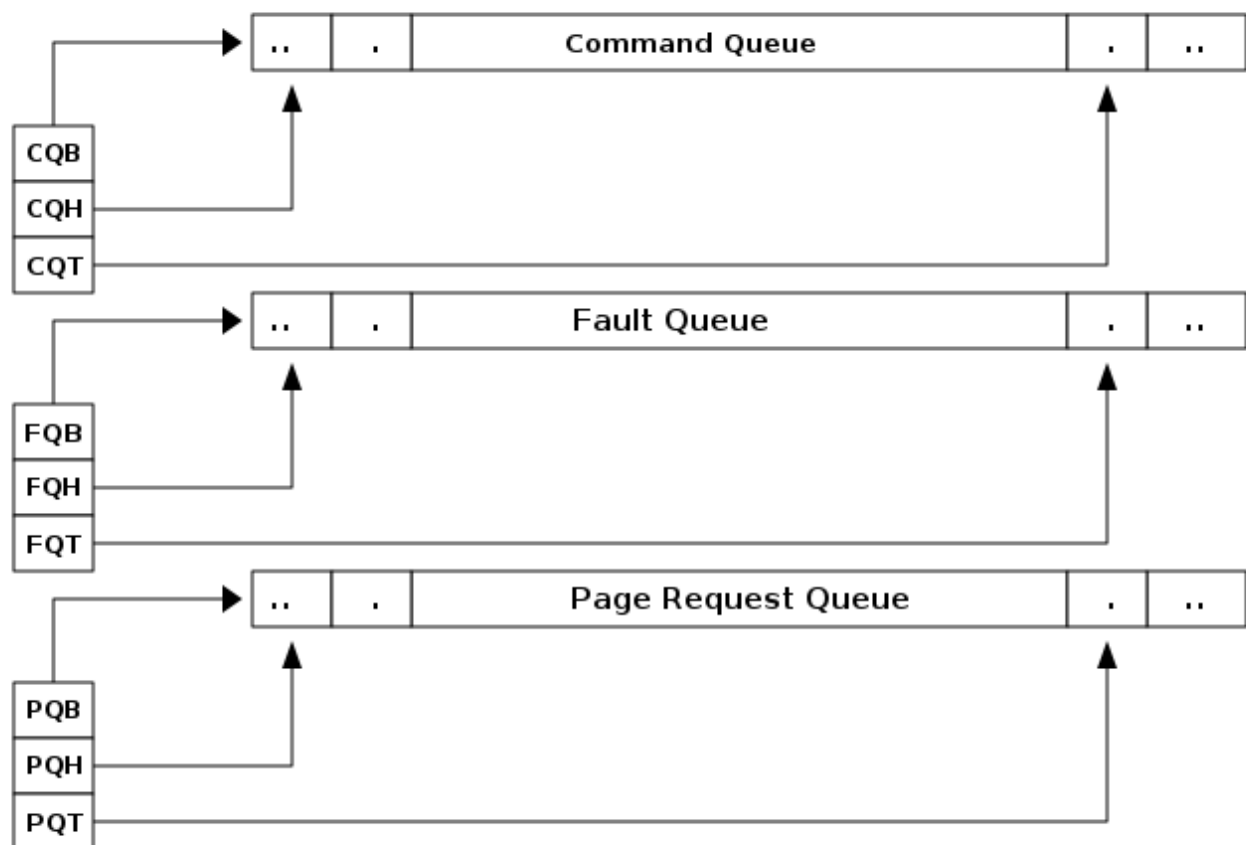 .. . Command Queue . ..
CQB
CQH
CQT
.. . Fault Queue . ..
FQB
FQH
FQT
.. . Page Request Queue . ..
PQB
PQH
PQT